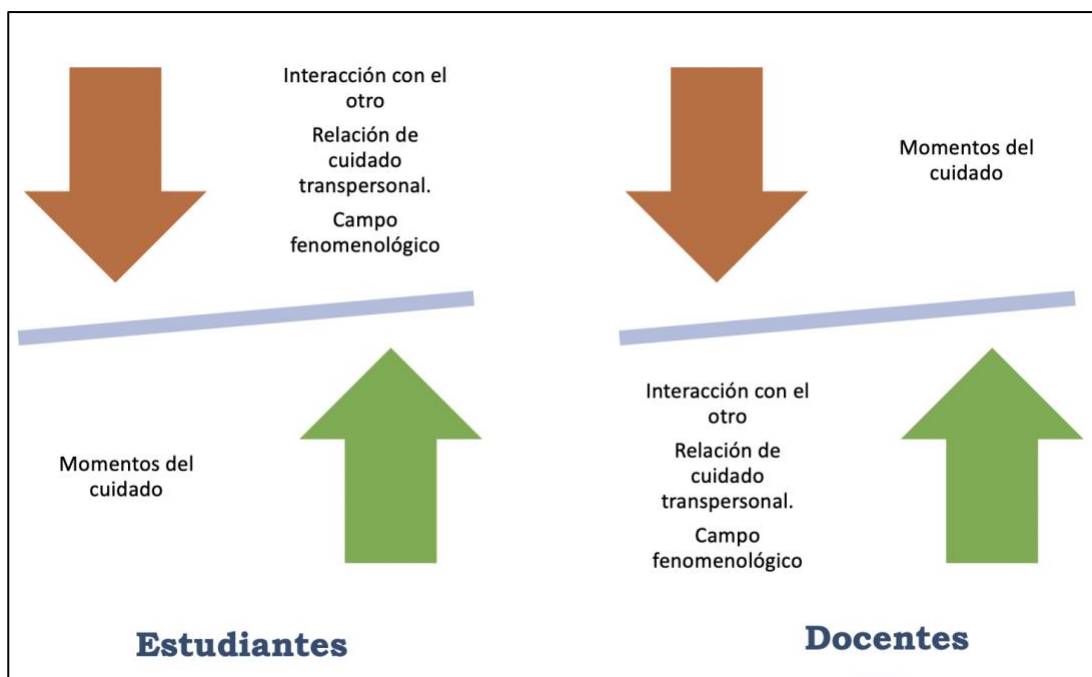 Interacción con el
otro
Relación de
cuidado
transpersonal.
Campo
fenomenológico
Momentos del
cuidado
Estudiantes
Momentos del
cuidado
Interacción con el
otro
Relación de
cuidado
transpersonal.
Campo
fenomenológico
Docentes